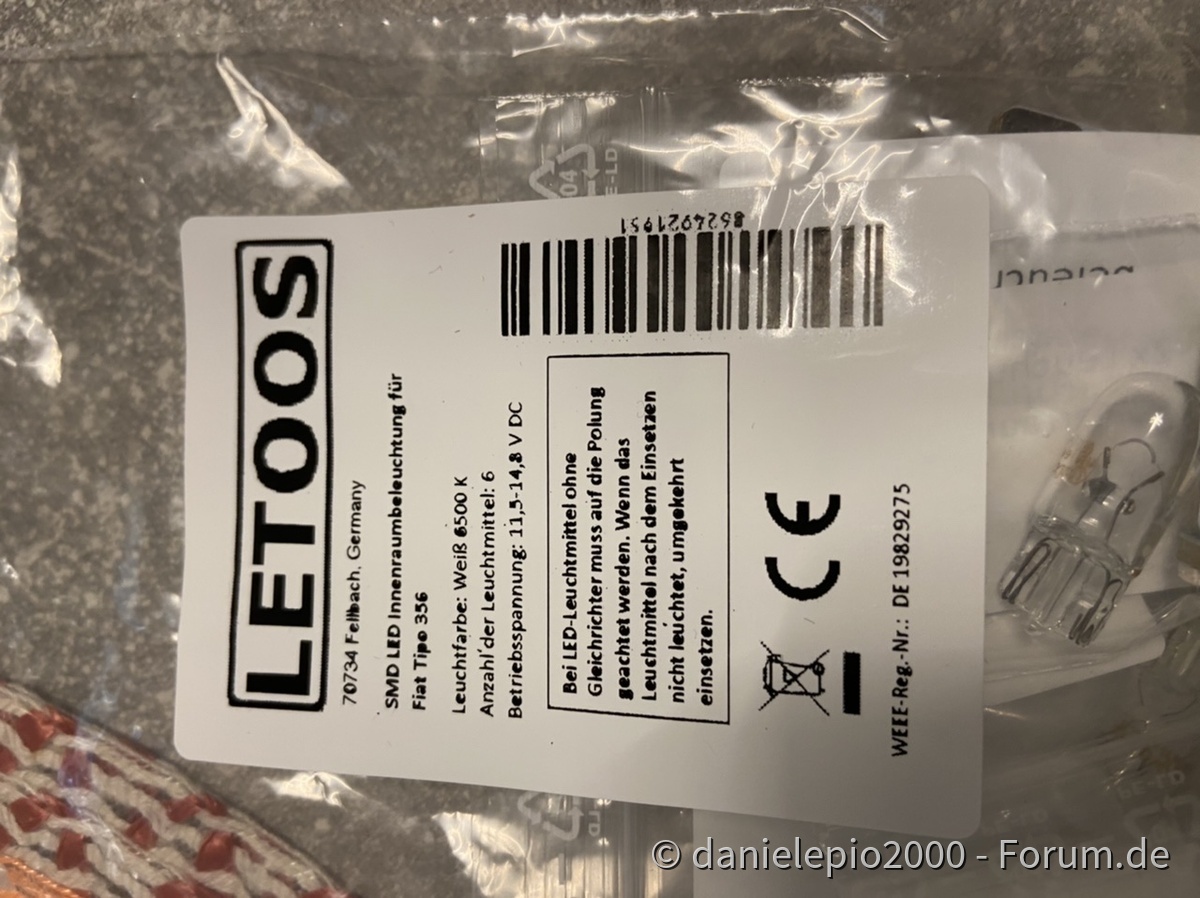 LETOOS
70734 Fellbach, Germany
SMD LED Innenraumbeleuchtung für
Fiat Tipo 356
Leuchtfarbe: Weiß 6500 K
Anzahl der Leuchtmittel: 6
Betriebsspannung: 11,5-14,8 V DC
Bei LED-Leuchtmittel ohne
Gleichrichter muss auf die Polung
geachtet werden. Wenn das
Leuchtmittel nach dem Einsetzen
nicht leuchtet, umgekehrt
einsetzen.
CE
WEEE-Reg.-Nr.: DE 19829275
04
© danielepio2000 - Forum.de